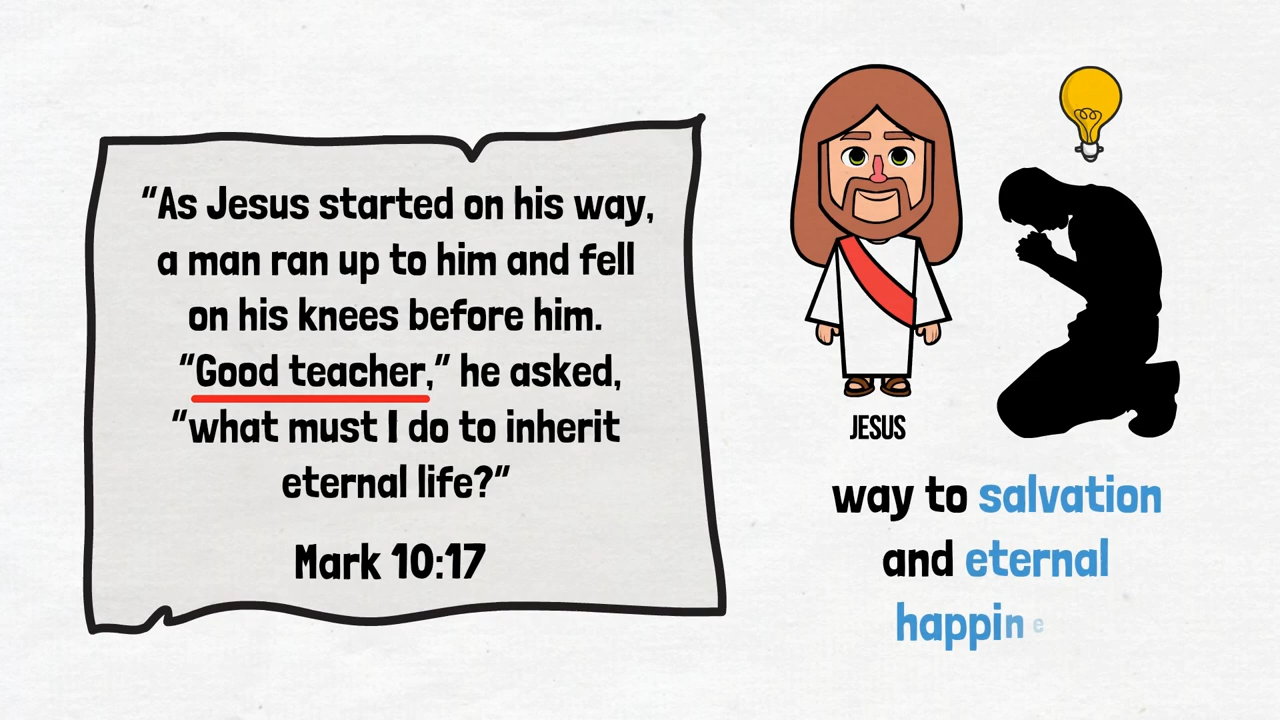 “As Jesus started on his way,
a man ran up to him and fell
on his knees before him.
“Good teacher,” he asked,
“what must I do to inherit
eternal life?”
Mark 10:17
JESUS
way to salvation
and eternal
happine